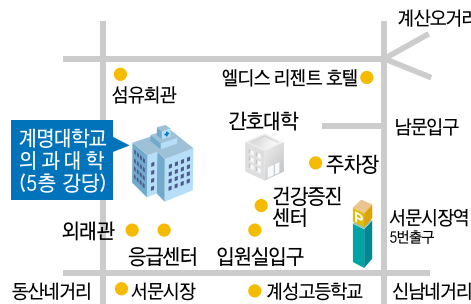 계산오거리
엘디스 리젠트 호텔
섬유회관
간호대학
남문입구
계명대학교
의 과 대 학
(5층 강당)
주차장
건강증진
센터
P
서문시장역
5번출구
외래관
응급센터
입원실입구
동산네거리
서문시장
계성고등학교
신남네거리